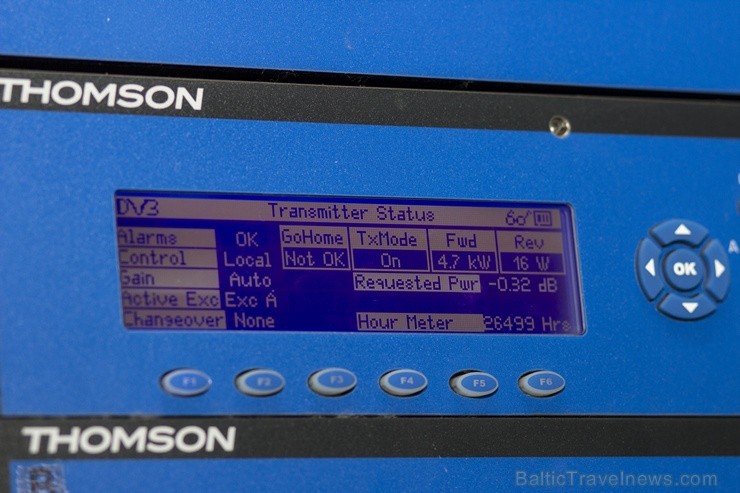 THOMSON
DVB Transmitter Status
Alarms OK GoHome TxMode Fwd Rev
Control Local Not OK On 4.7 kW 16 W
Gain Auto Requested Pwr -0.32 dB
Active Exc Exc A
Changeover None Hour Meter 26499 Hrs
OK
A
F1 F2 F3 F4 F5 F6
THOMSON
BalticTravelnews.com